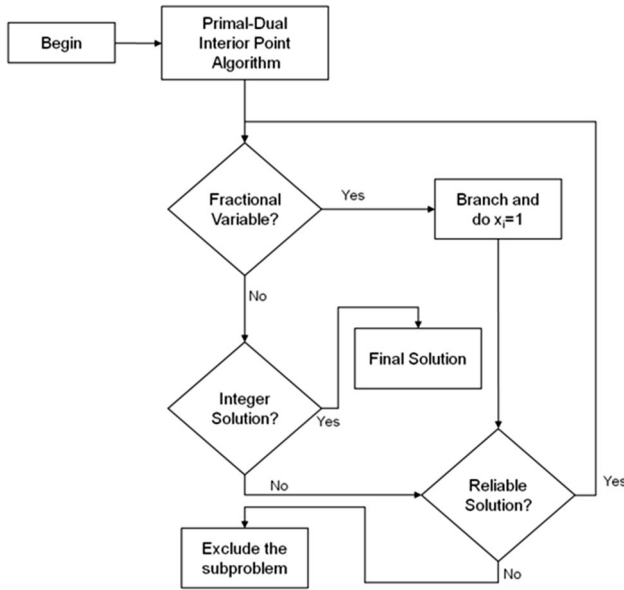 Begin
Primal-Dual
Interior Point
Algorithm
Fractional
Variable?
Yes
Branch and
do xᵢ=1
No
Final Solution
Integer
Solution?
Yes
No
Reliable
Solution?
Yes
Exclude the
subproblem
No